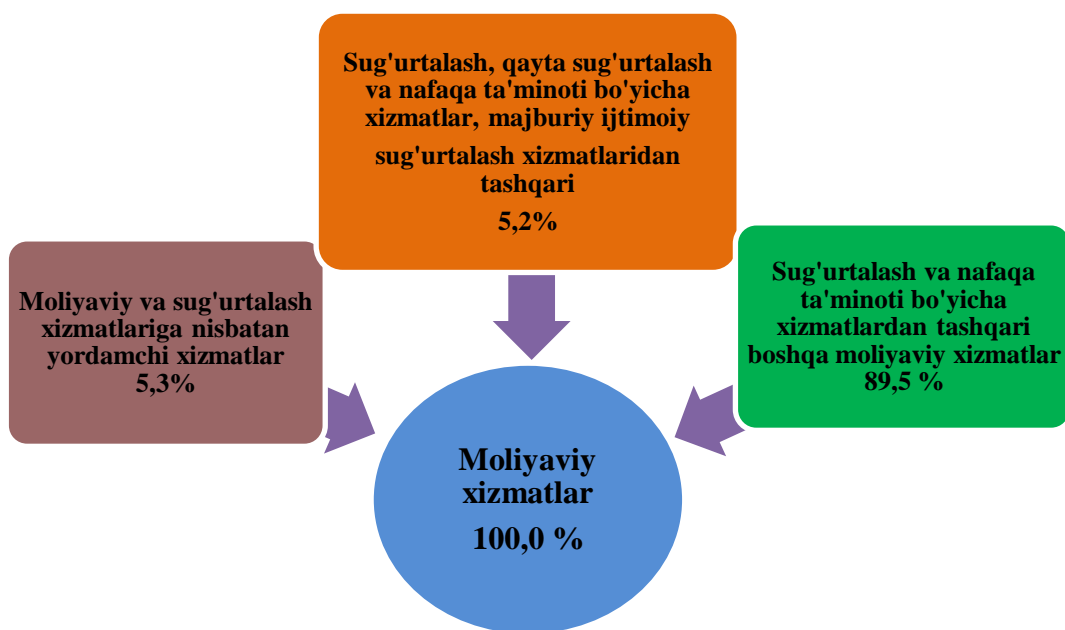 Sug'urtalash, qayta sug'urtalash
va nafaqa ta'minoti bo'yicha
xizmatlar, majburiy ijtimoiy
sug'urtalash xizmatlaridan
tashqari
5,2%
Moliyaviy va sug'urtalash
xizmatlariga nisbatan
yordamchi xizmatlar
5,3%
Sug'urtalash va nafaqa
ta'minoti bo'yicha
xizmatlardan tashqari
boshqa moliyaviy xizmatlar
89,5 %
Moliyaviy
xizmatlar
100,0 %